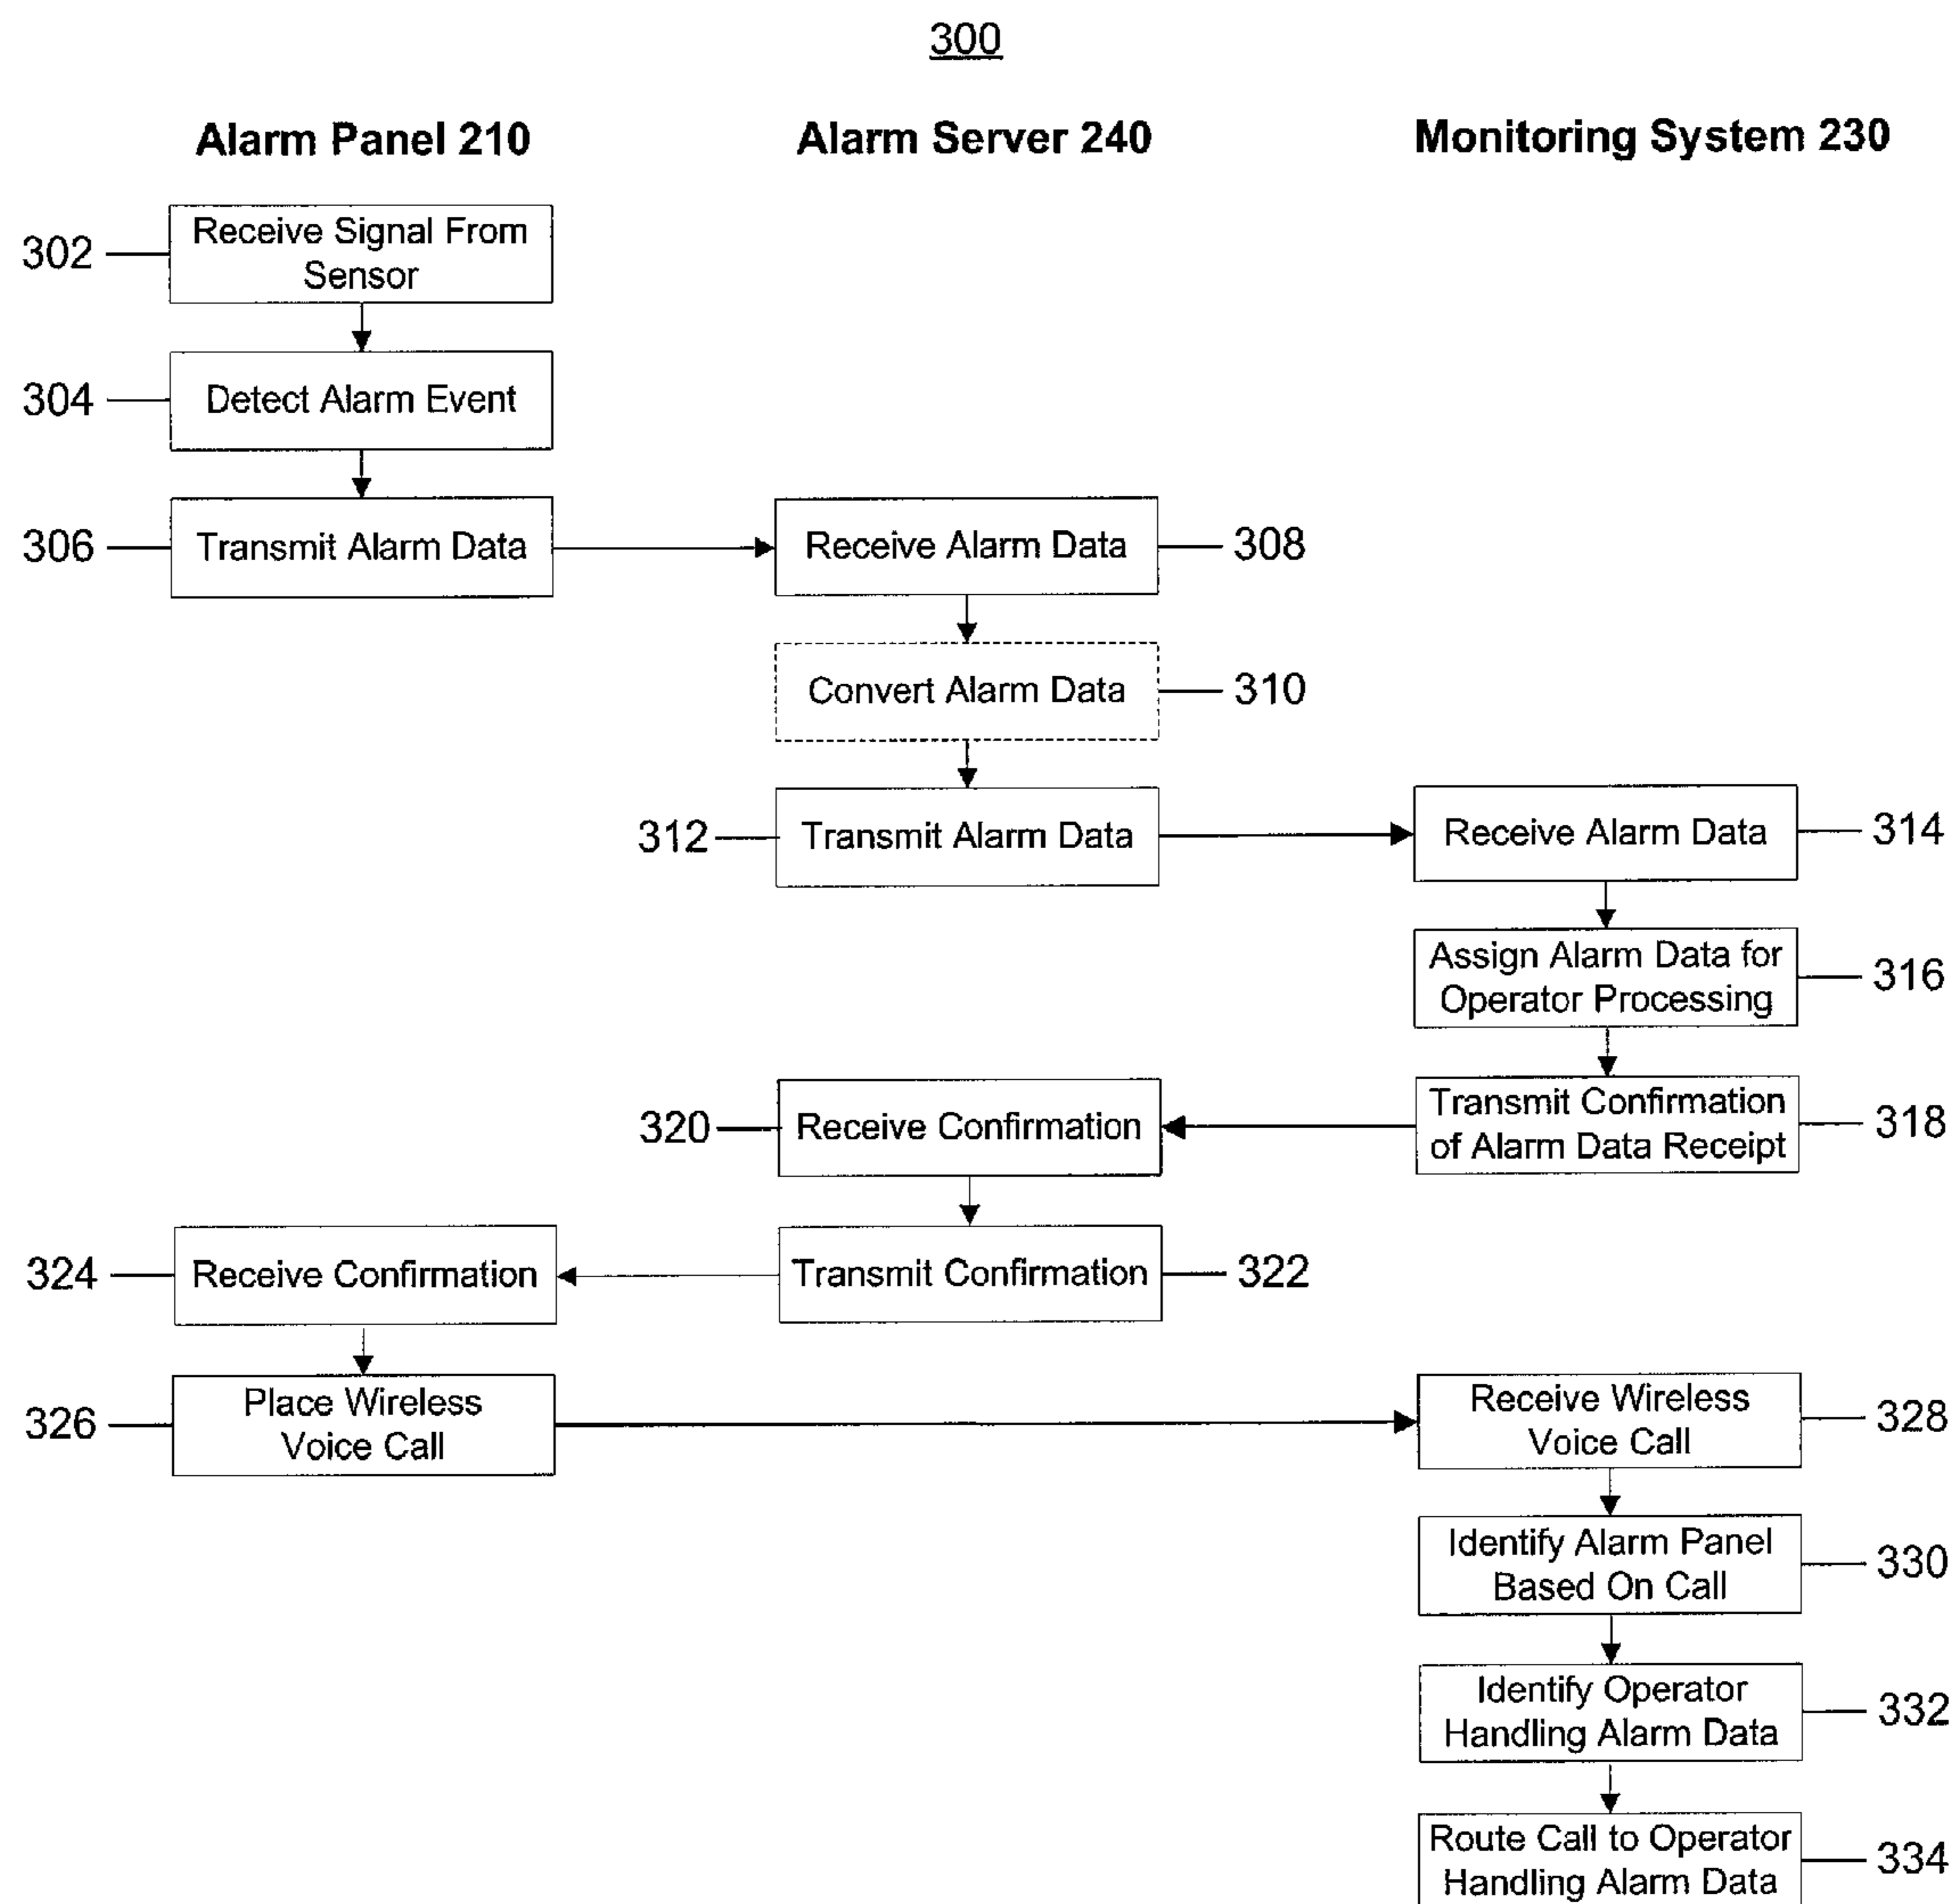 300
Alarm Panel 210
Alarm Server 240
Monitoring System 230
302
Receive Signal From
Sensor
304
Detect Alarm Event
306
Transmit Alarm Data
Receive Alarm Data
308
Convert Alarm Data
310
312
Transmit Alarm Data
Receive Alarm Data
314
Assign Alarm Data for
Operator Processing
316
Transmit Confirmation
of Alarm Data Receipt
318
320
Receive Confirmation
324
Receive Confirmation
Transmit Confirmation
322
326
Place Wireless
Voice Call
Receive Wireless
Voice Call
328
Identify Alarm Panel
Based On Call
330
Identify Operator
Handling Alarm Data
332
Route Call to Operator
Handling Alarm Data
334